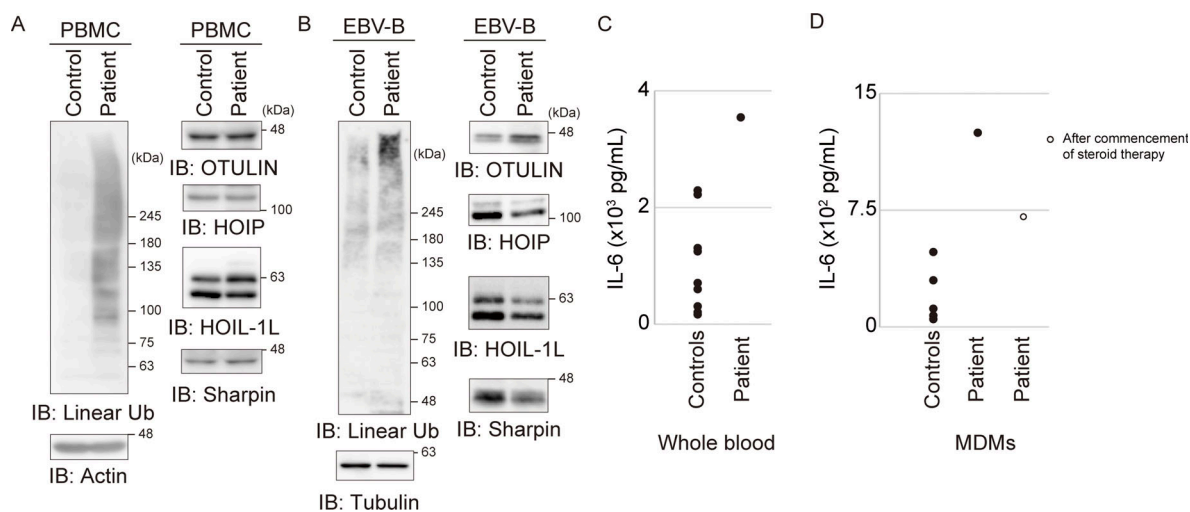 A
PBMC
Control
Patient
(kDa)
245
180
135
100
75
63
IB: Linear Ub
48
IB: Actin
PBMC
Control
Patient
(kDa)
48
IB: OTULIN
100
IB: HOIP
63
IB: HOIL-1L
48
IB: Sharpin
B
EBV-B
Control
Patient
(kDa)
245
180
135
100
75
63
48
IB: Linear Ub
63
IB: Tubulin
EBV-B
Control
Patient
(kDa)
48
IB: OTULIN
100
IB: HOIP
63
IB: HOIL-1L
48
IB: Sharpin
C
IL-6 (x10³ pg/mL)
4
2
0
Controls
Patient
Whole blood
D
IL-6 (x10² pg/mL)
15
7.5
0
Controls
Patient
Patient
MDMs
After commencement
of steroid therapy